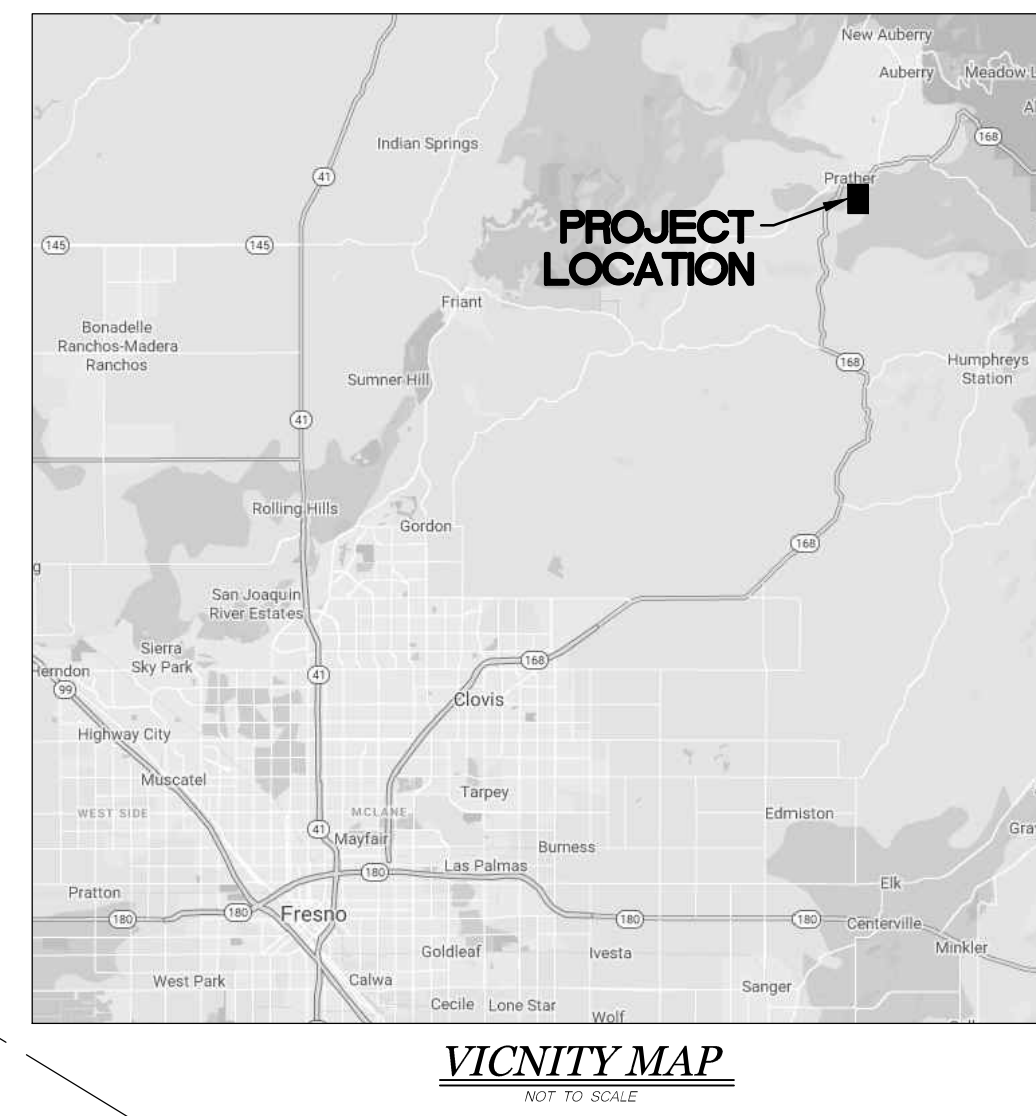 New Auberry
Auberry
Meadow L
Al
168
Indian Springs
41
Prather
PROJECT
LOCATION
145
145
Friant
Bonadelle
Ranchos-Madera
Ranchos
168
Humphreys
Station
Sumner Hill
41
Rolling Hills
Gordon
168
g
San Joaquin
River Estates
Sierra
Sky Park
Herndon
99
41
168
Clovis
Highway City
Muscatel
Tarpey
WEST SIDE
MCLANE
Edmiston
41
Mayfair
Burness
Gra
180
Las Palmas
Pratton
Elk
180
180
Fresno
180
180
Centerville
Goldleaf
Ivesta
Minkler
West Park
Calwa
Sanger
Cecile
Lone Star
Wolf
VICNITY MAP
NOT TO SCALE